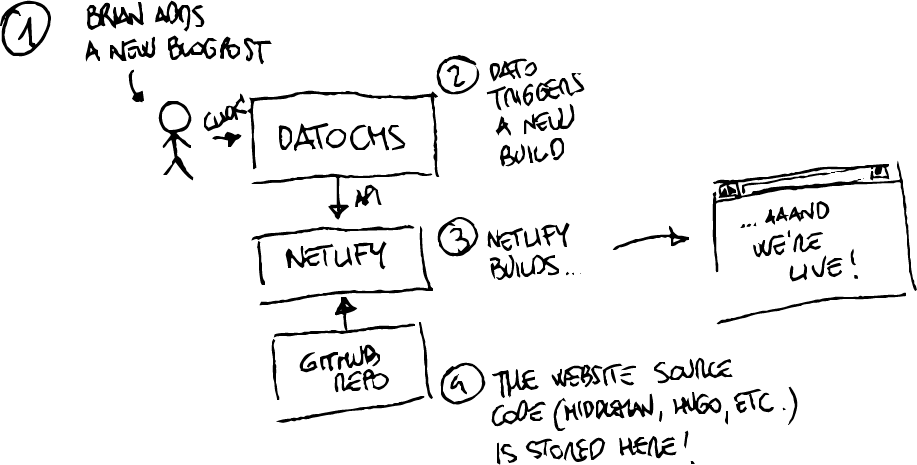 1
BRIAN ADDS
A NEW BLOGPOST
CLICK!
DATOCMS
2
DATO
TRIGGERS
A NEW
BUILD
API
NETLIFY
3
NETLIFY
BUILDS...
...AAAND
WE'RE
LIVE!
GITHUB
REPO
4
THE WEBSITE SOURCE
CODE (MIDDLEMAN, HUGO, ETC.)
IS STORED HERE!